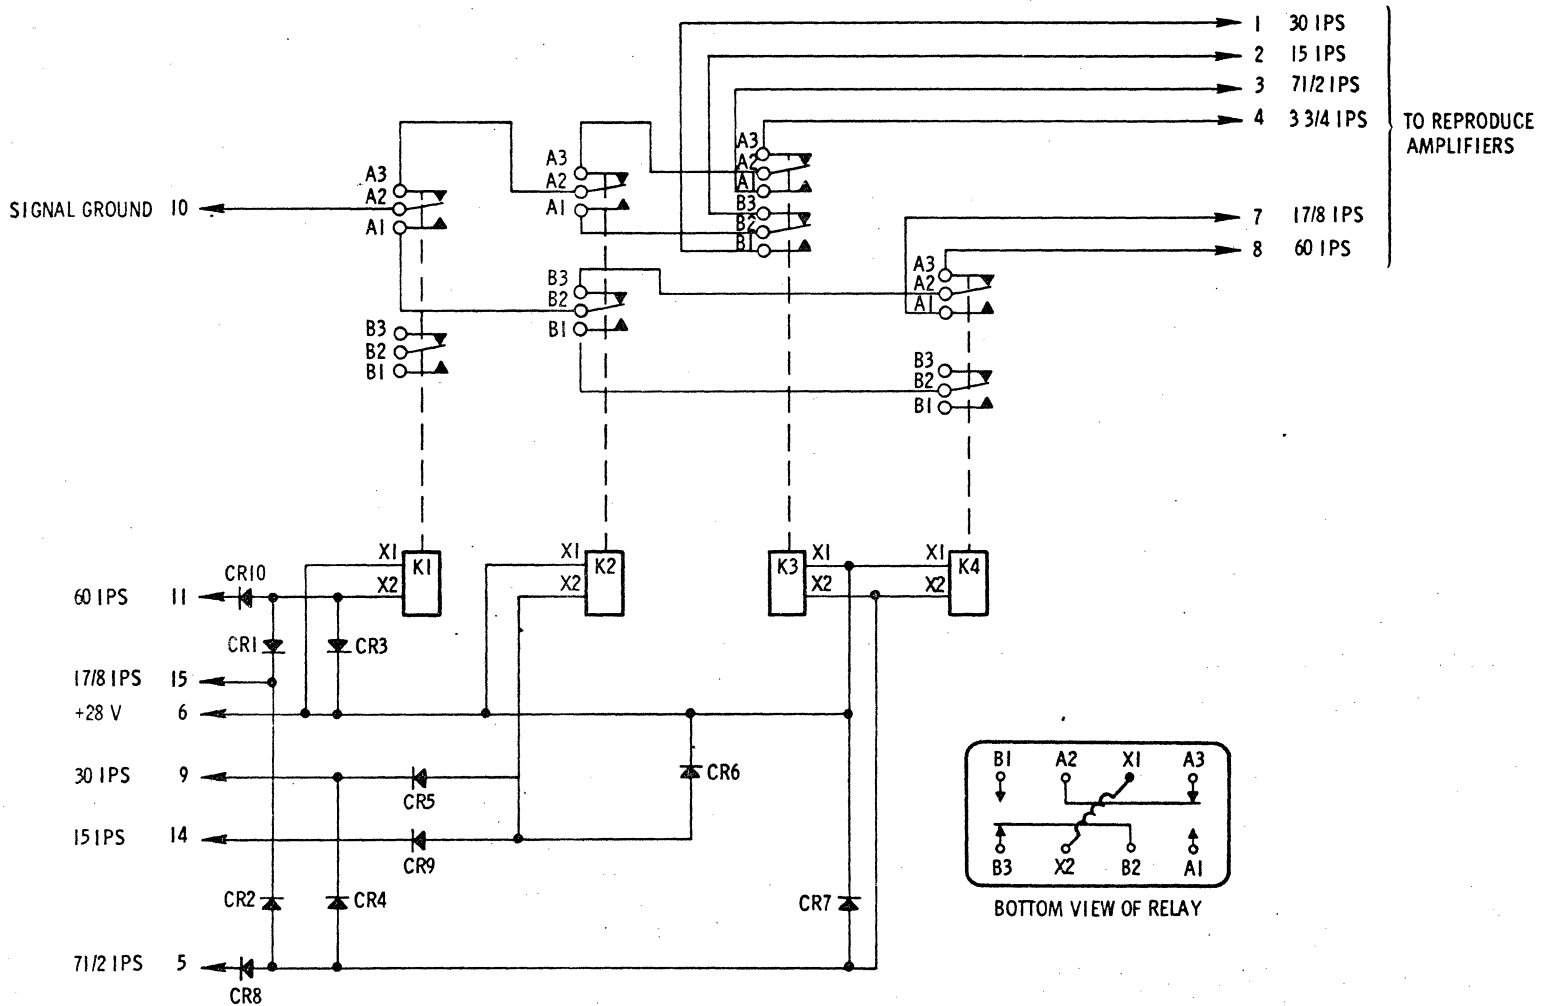 1 30 IPS
2 15 IPS
3 71/2 IPS
4 3 3/4 IPS
TO REPRODUCE
AMPLIFIERS
7 17/8 IPS
8 60 IPS
SIGNAL GROUND 10
A3
A2
A1
B3
B2
B1
A3
A2
A1
B3
B2
B1
A3
A2
A1
B3
B2
B1
A3
A2
A1
B3
B2
B1
X1
X2
K1
X1
X2
K2
K3
X1
X2
X1
X2
K4
CR10
60 IPS 11
CR1
CR3
17/8 IPS 15
+28 V 6
30 IPS 9
CR5
CR6
15 IPS 14
CR9
CR2
CR4
CR7
71/2 IPS 5
CR8
B1 A2 X1 A3
B3 X2 B2 A1
BOTTOM VIEW OF RELAY